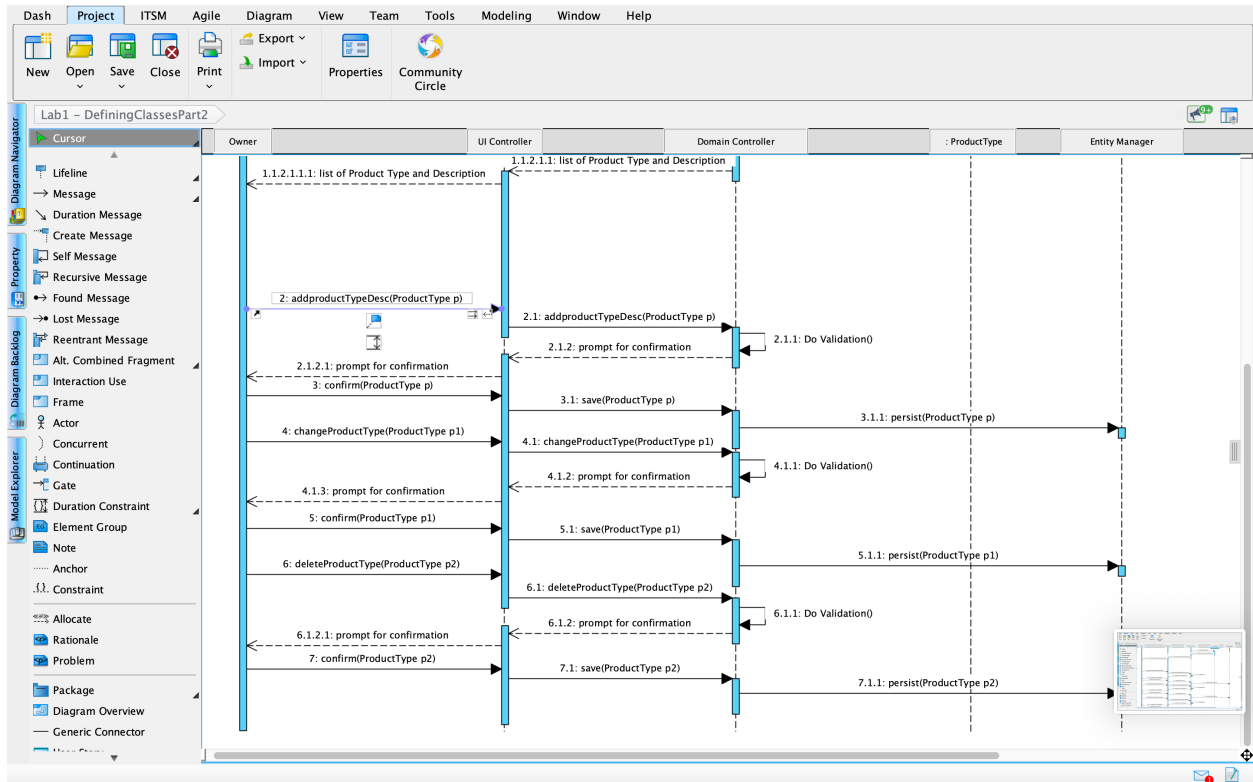 Dash Project ITSM Agile Diagram View Team Tools Modeling Window Help
New Open Save Close Print Export Import Properties Community
Circle
Lab1 - DefiningClassesPart2
9+
Diagram Navigator
Property
Diagram Backlog
Model Explorer
Cursor
Lifeline
Message
Duration Message
Create Message
Self Message
Recursive Message
Found Message
Lost Message
Reentrant Message
Alt. Combined Fragment
Interaction Use
Frame
Actor
Concurrent
Continuation
Gate
Duration Constraint
Element Group
Note
Anchor
Constraint
Allocate
Rationale
Problem
Package
Diagram Overview
Generic Connector
Owner UI Controller Domain Controller : ProductType Entity Manager
1.1.2.1.1: list of Product Type and Description
1.1.2.1.1.1: list of Product Type and Description
2: addproductTypeDesc(ProductType p)
2.1: addproductTypeDesc(ProductType p)
2.1.1: Do Validation()
2.1.2: prompt for confirmation
2.1.2.1: prompt for confirmation
3: confirm(ProductType p)
3.1: save(ProductType p)
3.1.1: persist(ProductType p)
4: changeProductType(ProductType p1)
4.1: changeProductType(ProductType p1)
4.1.1: Do Validation()
4.1.2: prompt for confirmation
4.1.3: prompt for confirmation
5: confirm(ProductType p1)
5.1: save(ProductType p1)
5.1.1: persist(ProductType p1)
6: deleteProductType(ProductType p2)
6.1: deleteProductType(ProductType p2)
6.1.1: Do Validation()
6.1.2: prompt for confirmation
6.1.2.1: prompt for confirmation
7: confirm(ProductType p2)
7.1: save(ProductType p2)
7.1.1: persist(ProductType p2)